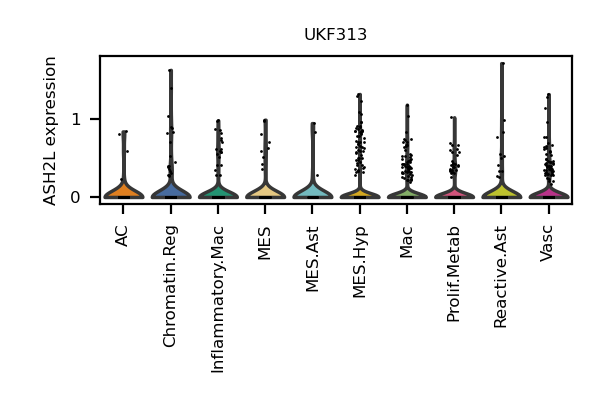 UKF313
ASH2L expression
1
0
AC
Chromatin.Reg
Inflammatory.Mac
MES
MES.Ast
MES.Hyp
Mac
Prolif.Metab
Reactive.Ast
Vasc